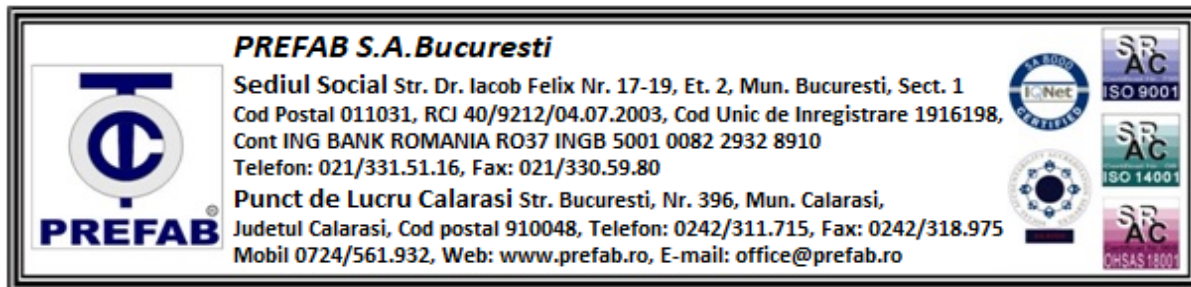 PREFAB S.A.Bucuresti
Sediul Social Str. Dr. Iacob Felix Nr. 17-19, Et. 2, Mun. Bucuresti, Sect. 1
Cod Postal 011031, RCJ 40/9212/04.07.2003, Cod Unic de Inregistrare 1916198,
Cont ING BANK ROMANIA RO37 INGB 5001 0082 2932 8910
Telefon: 021/331.51.16, Fax: 021/330.59.80
Punct de Lucru Calarasi Str. Bucuresti, Nr. 396, Mun. Calarasi,
Judetul Calarasi, Cod postal 910048, Telefon: 0242/311.715, Fax: 0242/318.975
Mobil 0724/561.932, Web: www.prefab.ro, E-mail: office@prefab.ro
PREFAB
®
SA 8000
IQNet
CERTIFIED
SRAC
ISO 9001
SRAC
ISO 14001
SRAC
OHSAS 18001